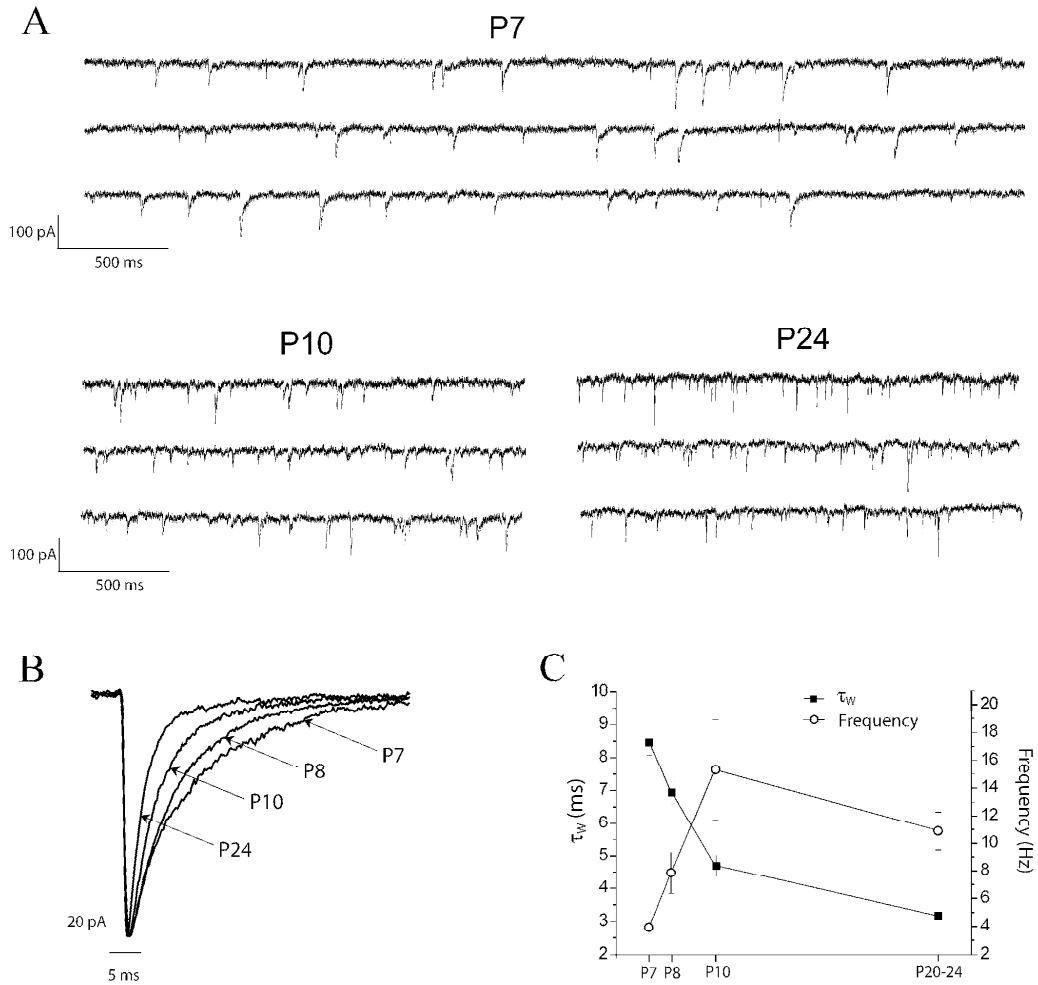 A
P7
100 pA
500 ms
P10
P24
100 pA
500 ms
B
P7
P8
P10
P24
20 pA
5 ms
C
τW
Frequency
10
9
8
7
6
5
4
3
2
τW (ms)
20
18
16
14
12
10
8
6
4
2
Frequency (Hz)
P7 P8 P10 P20-24